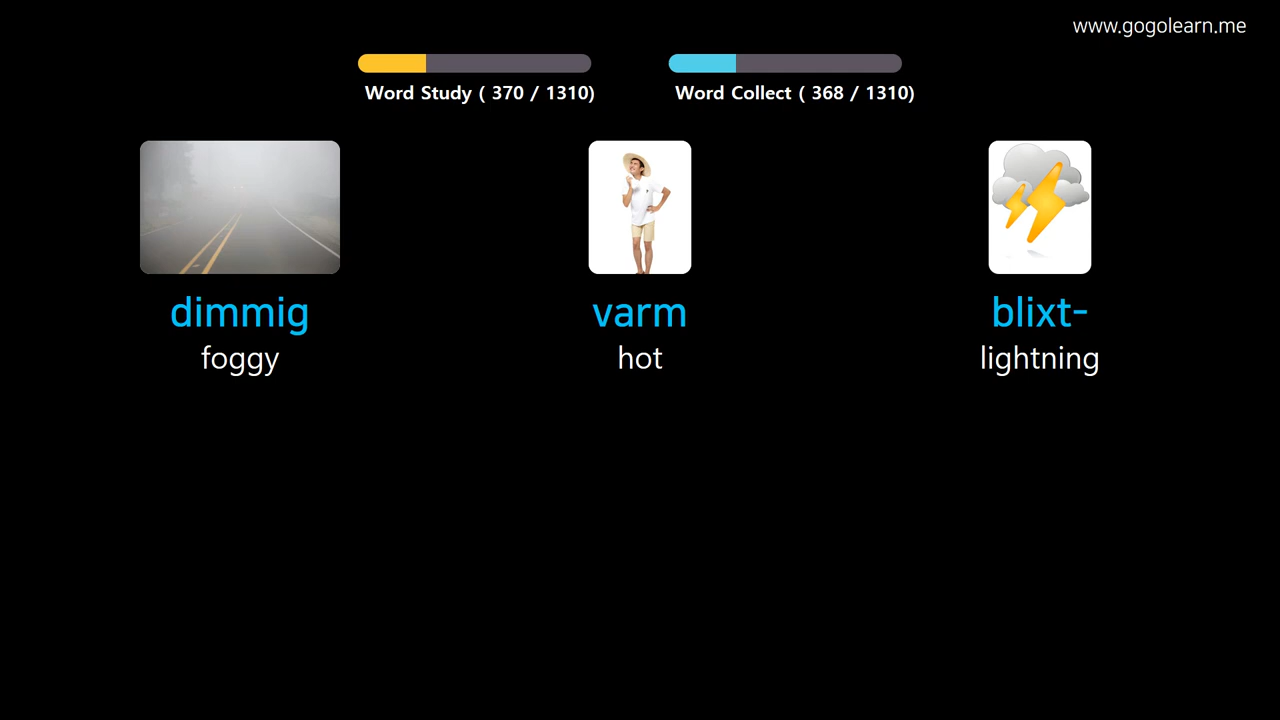 www.gogolearn.me
Word Study ( 370 / 1310)
Word Collect ( 368 / 1310)
dimmig
foggy
varm
hot
blixt-
lightning